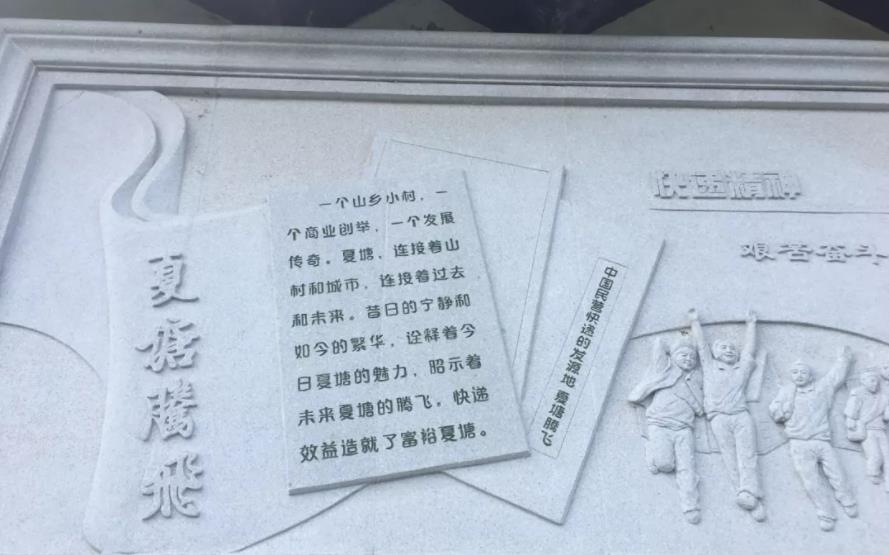 夏塘腾飛
一个山乡小村，一
个商业创举，一个发展
传奇。夏塘，连接着山
村和城市，连接着过去
和未来。昔日的宁静和
如今的繁华，诠释着今
日夏塘的魅力，昭示着
未来夏塘的腾飞，快递
效益造就了富裕夏塘。
中国民营快递的发源地 夏塘腾飞
快递精神
艰苦奋斗